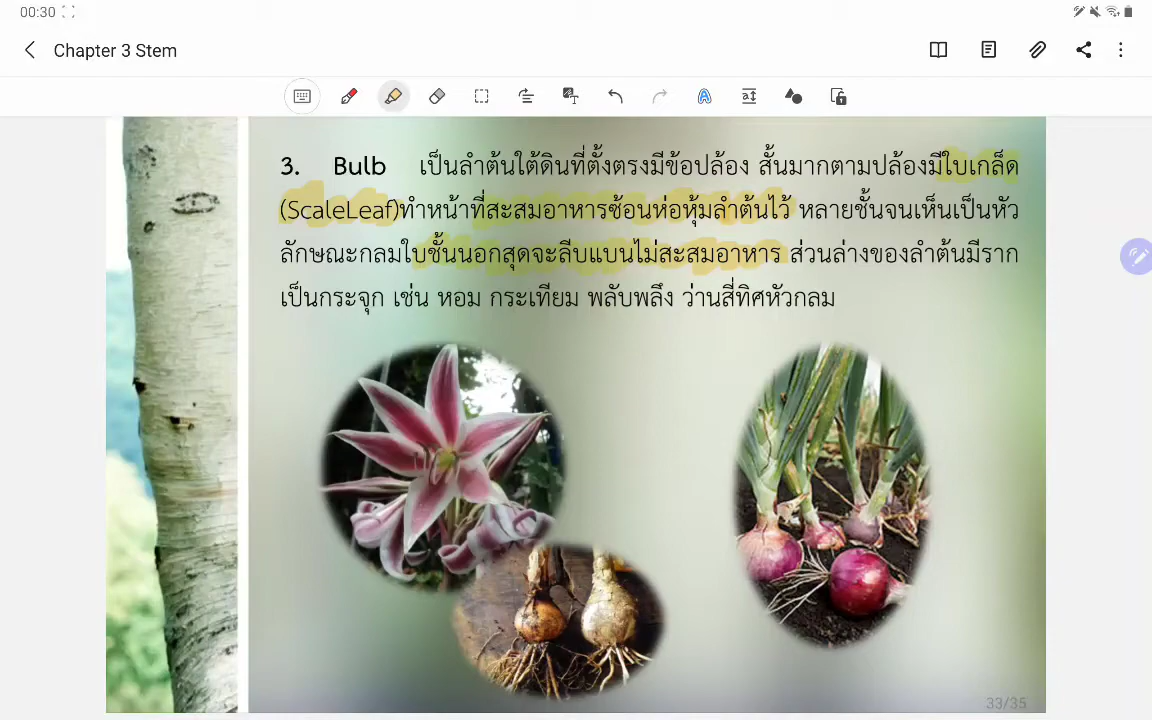 00:30
Chapter 3 Stem
3. Bulb เป็นลำต้นใต้ดินที่ตั้งตรงมีข้อปล้อง สั้นมากตามปล้องมีใบเกล็ด
(ScaleLeaf)ทำหน้าที่สะสมอาหารซ้อนห่อหุ้มลำต้นไว้ หลายชั้นจนเห็นเป็นหัว
ลักษณะกลมใบชั้นนอกสุดจะลีบแบนไม่สะสมอาหาร ส่วนล่างของลำต้นมีราก
เป็นกระจุก เช่น หอม กระเทียม พลับพลึง ว่านสี่ทิศหัวกลม
33/35